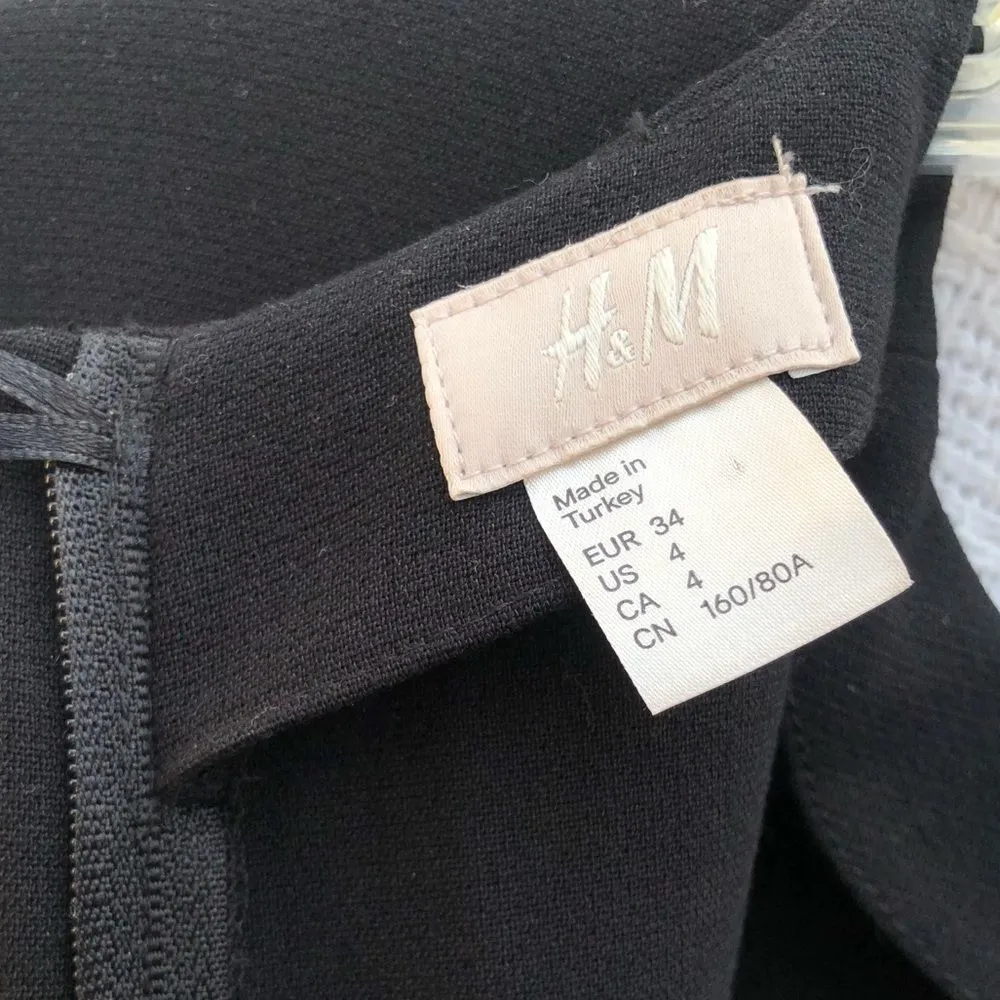 H&M
Made in
Turkey
EUR 34
US 4
CA 4
CN 160/80A